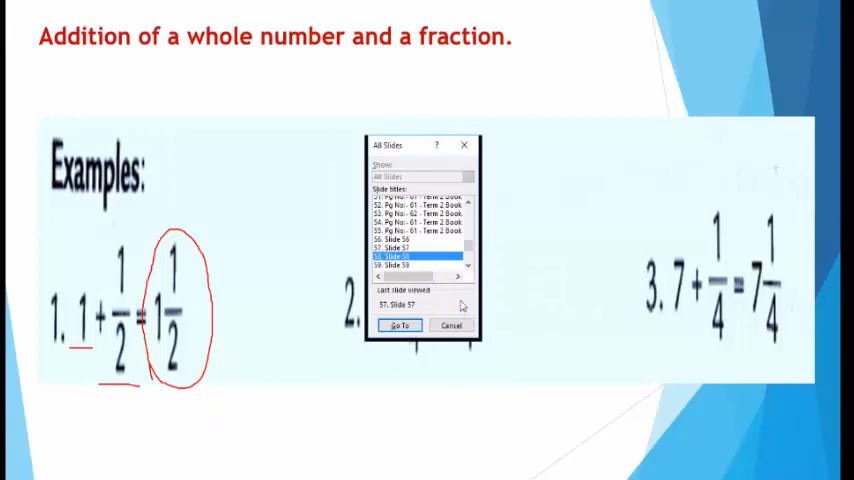 Addition of a whole number and a fraction.
Examples:
1. 1 + 1/2 = 1 1/2
2.
3. 7 + 1/4 = 7 1/4
All Slides
?
Show:
All Slides
Slide titles:
52. Pg No:- 61 - Term 2 Book
53. Pg No:- 62 - Term 2 Book
54. Pg No:- 61 - Term 2 Book
55. Pg No:- 61 - Term 2 Book
56. Slide 56
57. Slide 57
58. Slide 58
59. Slide 59
Last slide viewed
57. Slide 57
Go To
Cancel